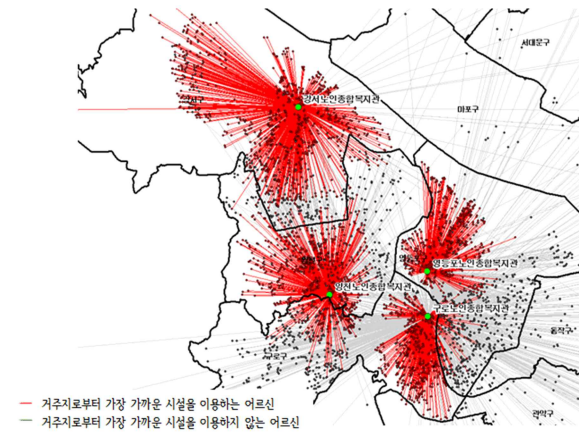 서대문구
강서노인종합복지관
마포구
영등포노인종합복지관
양천노인종합복지관
구로노인종합복지관
동작구
구로구
관악구
거주지로부터 가장 가까운 시설을 이용하는 어르신
거주지로부터 가장 가까운 시설을 이용하지 않는 어르신